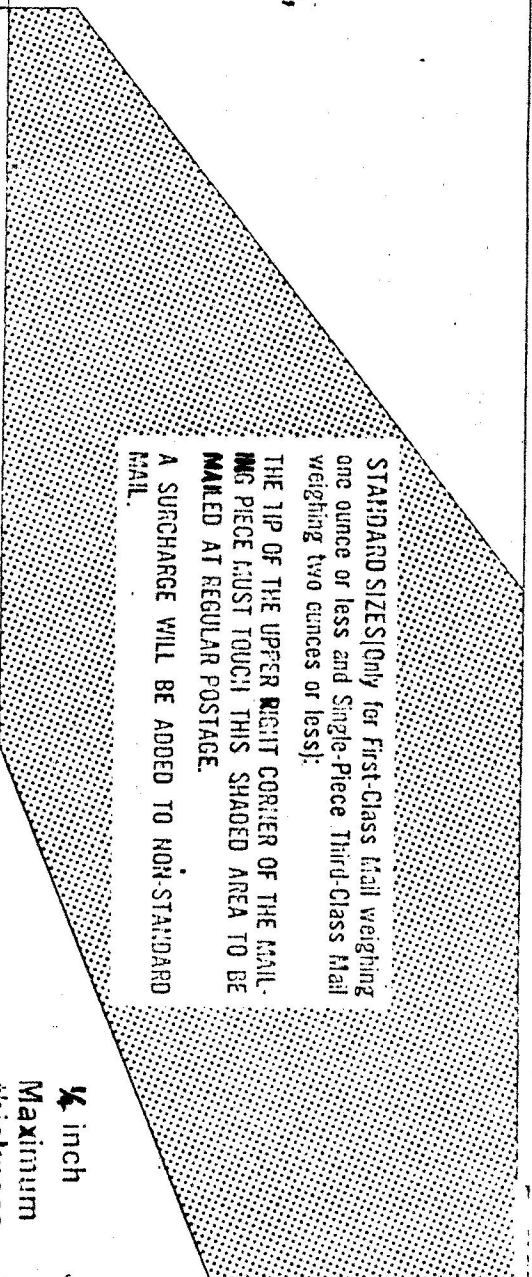 STANDARD SIZES (Only for First-Class Mail weighing
one ounce or less and Single-Piece Third-Class Mail
weighing two ounces or less).
THE TIP OF THE UPPER RIGHT CORNER OF THE MAIL-
ING PIECE MUST TOUCH THIS SHADED AREA TO BE
MAILED AT REGULAR POSTAGE.
A SURCHARGE WILL BE ADDED TO NON-STANDARD
MAIL.
¼ inch
Maximum